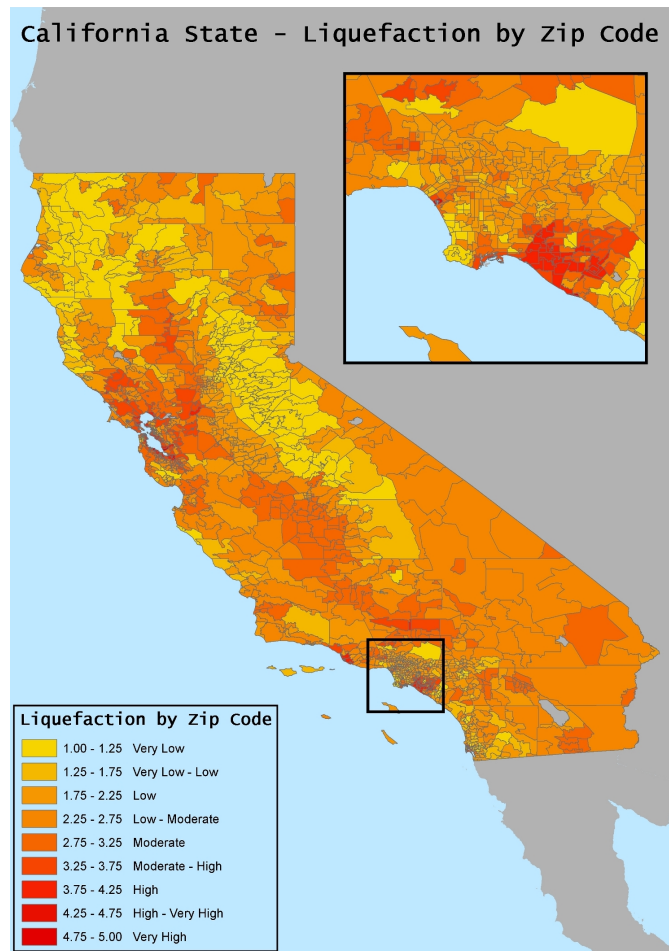 California State - Liquefaction by Zip Code
Liquefaction by Zip Code
1.00 - 1.25 Very Low
1.25 - 1.75 Very Low - Low
1.75 - 2.25 Low
2.25 - 2.75 Low - Moderate
2.75 - 3.25 Moderate
3.25 - 3.75 Moderate - High
3.75 - 4.25 High
4.25 - 4.75 High - Very High
4.75 - 5.00 Very High